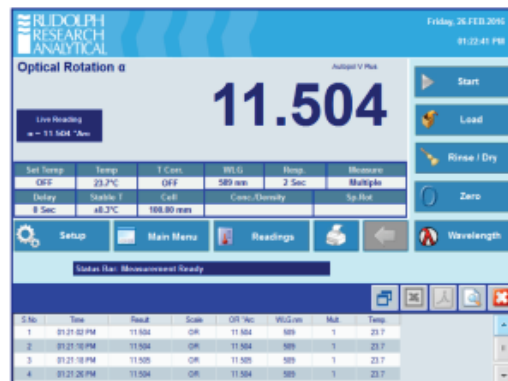 RUDOLPH
RESEARCH
ANALYTICAL
Friday, 26.FEB.2016
01:22:41 PM
Optical Rotation α
Autopol V Plus
11.504
Live Reading
α = 11.504 °Arc
Start
Load
Rinse / Dry
Zero
Wavelength
Set Temp Temp T Corr. WLG Resp. Measure
OFF 23.7°C OFF 589 nm 2 Sec Multiple
Delay Stable T Cell Conc./Density Sp.Rot
0 Sec ±0.3°C 100.00 mm
Setup Main Menu Readings
Status Bar: Measurement Ready
S.No Time Result Scale OR °Arc WLG.nm Mult. Temp.
1 01:21:02 PM 11.504 OR 11.504 589 1 23.7
2 01:21:10 PM 11.504 OR 11.504 589 1 23.7
3 01:21:18 PM 11.505 OR 11.505 589 1 23.7
4 01:21:26 PM 11.504 OR 11.504 589 1 23.7